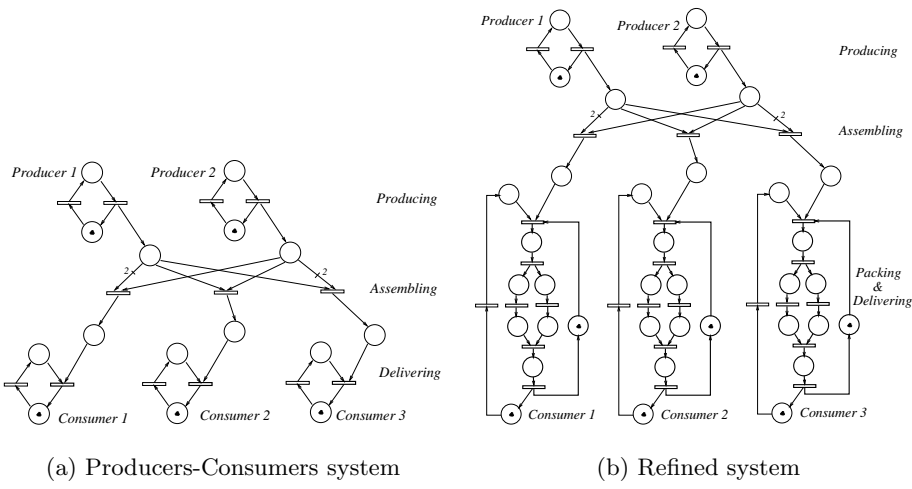 Producer 1
Producer 2
Producing
2
2
Assembling
Delivering
Consumer 1
Consumer 2
Consumer 3
(a) Producers-Consumers system
Producer 1
Producer 2
Producing
2
2
Assembling
Packing
&
Delivering
Consumer 1
Consumer 2
Consumer 3
(b) Refined system